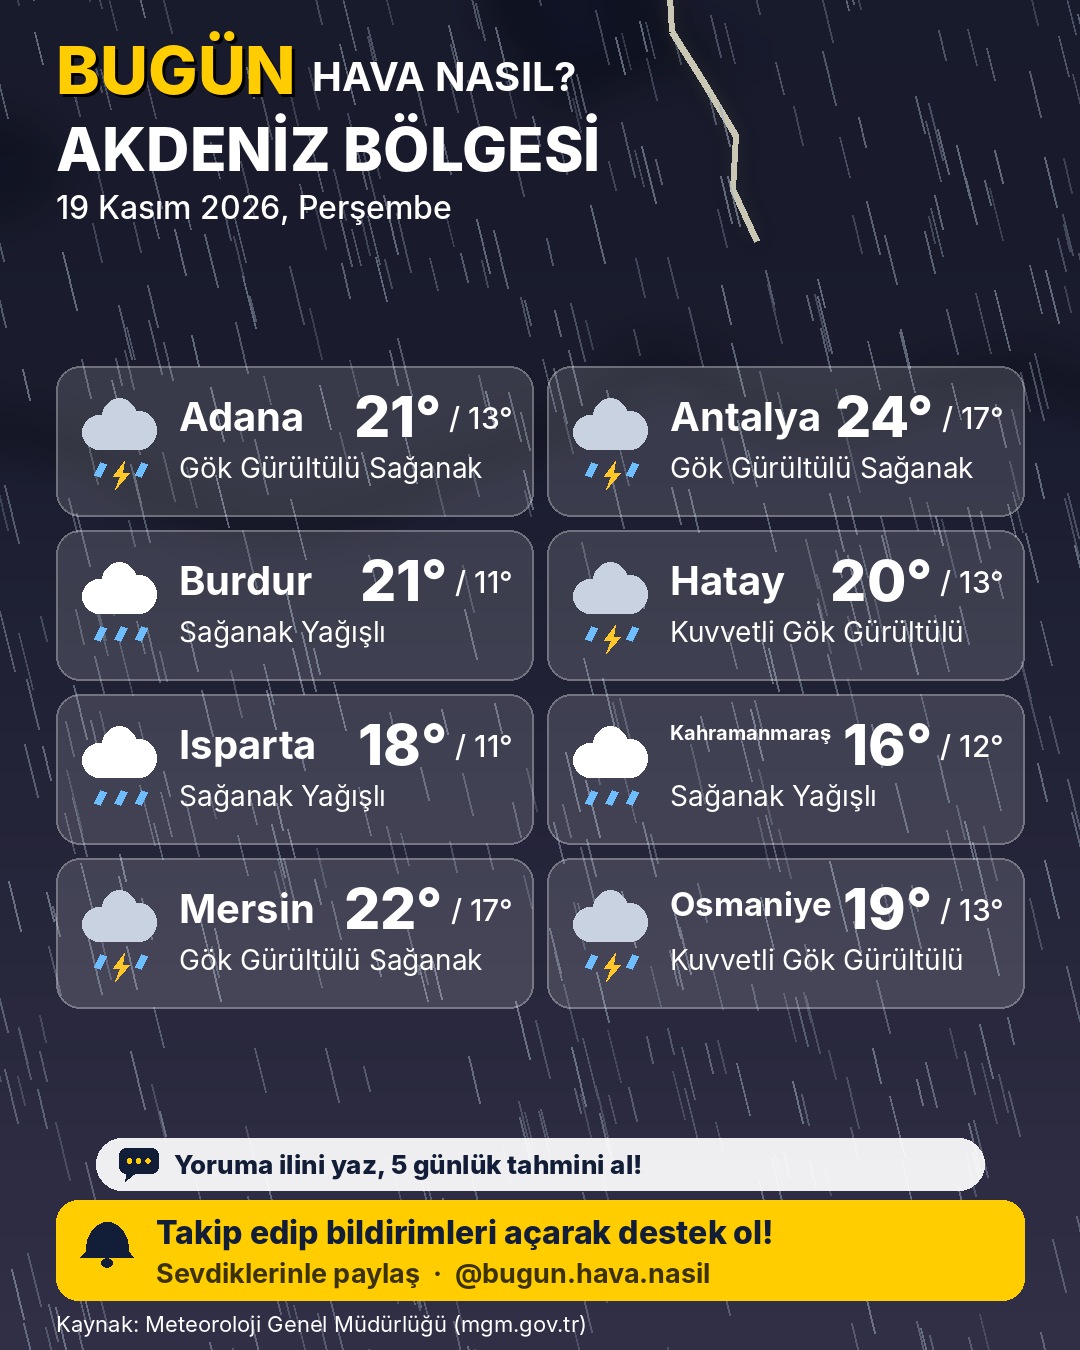 BUGÜN HAVA NASIL?
AKDENİZ BÖLGESİ
19 Kasım 2026, Perşembe
Adana 21° / 13°
Gök Gürültülü Sağanak
Antalya 24° / 17°
Gök Gürültülü Sağanak
Burdur 21° / 11°
Sağanak Yağışlı
Hatay 20° / 13°
Kuvvetli Gök Gürültülü
Isparta 18° / 11°
Sağanak Yağışlı
Kahramanmaraş 16° / 12°
Sağanak Yağışlı
Mersin 22° / 17°
Gök Gürültülü Sağanak
Osmaniye 19° / 13°
Kuvvetli Gök Gürültülü
Yoruma ilini yaz, 5 günlük tahmini al!
Takip edip bildirimleri açarak destek ol!
Sevdiklerinle paylaş · @bugun.hava.nasil
Kaynak: Meteoroloji Genel Müdürlüğü (mgm.gov.tr)